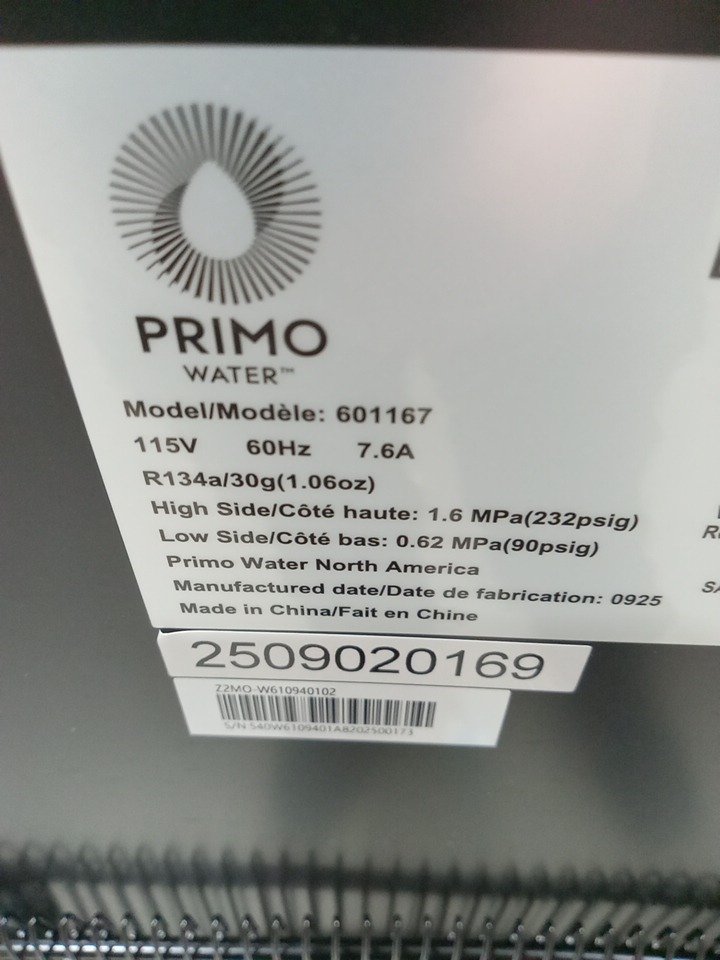 PRIMO
WATER™
Model/Modèle: 601167
115V 60Hz 7.6A
R134a/30g(1.06oz)
High Side/Côté haute: 1.6 MPa(232psig)
Low Side/Côté bas: 0.62 MPa(90psig)
Primo Water North America
Manufactured date/Date de fabrication: 0925
Made in China/Fait en Chine
2509020169
Z2MO-W610940102
S/N:S40W6109401A8202500173